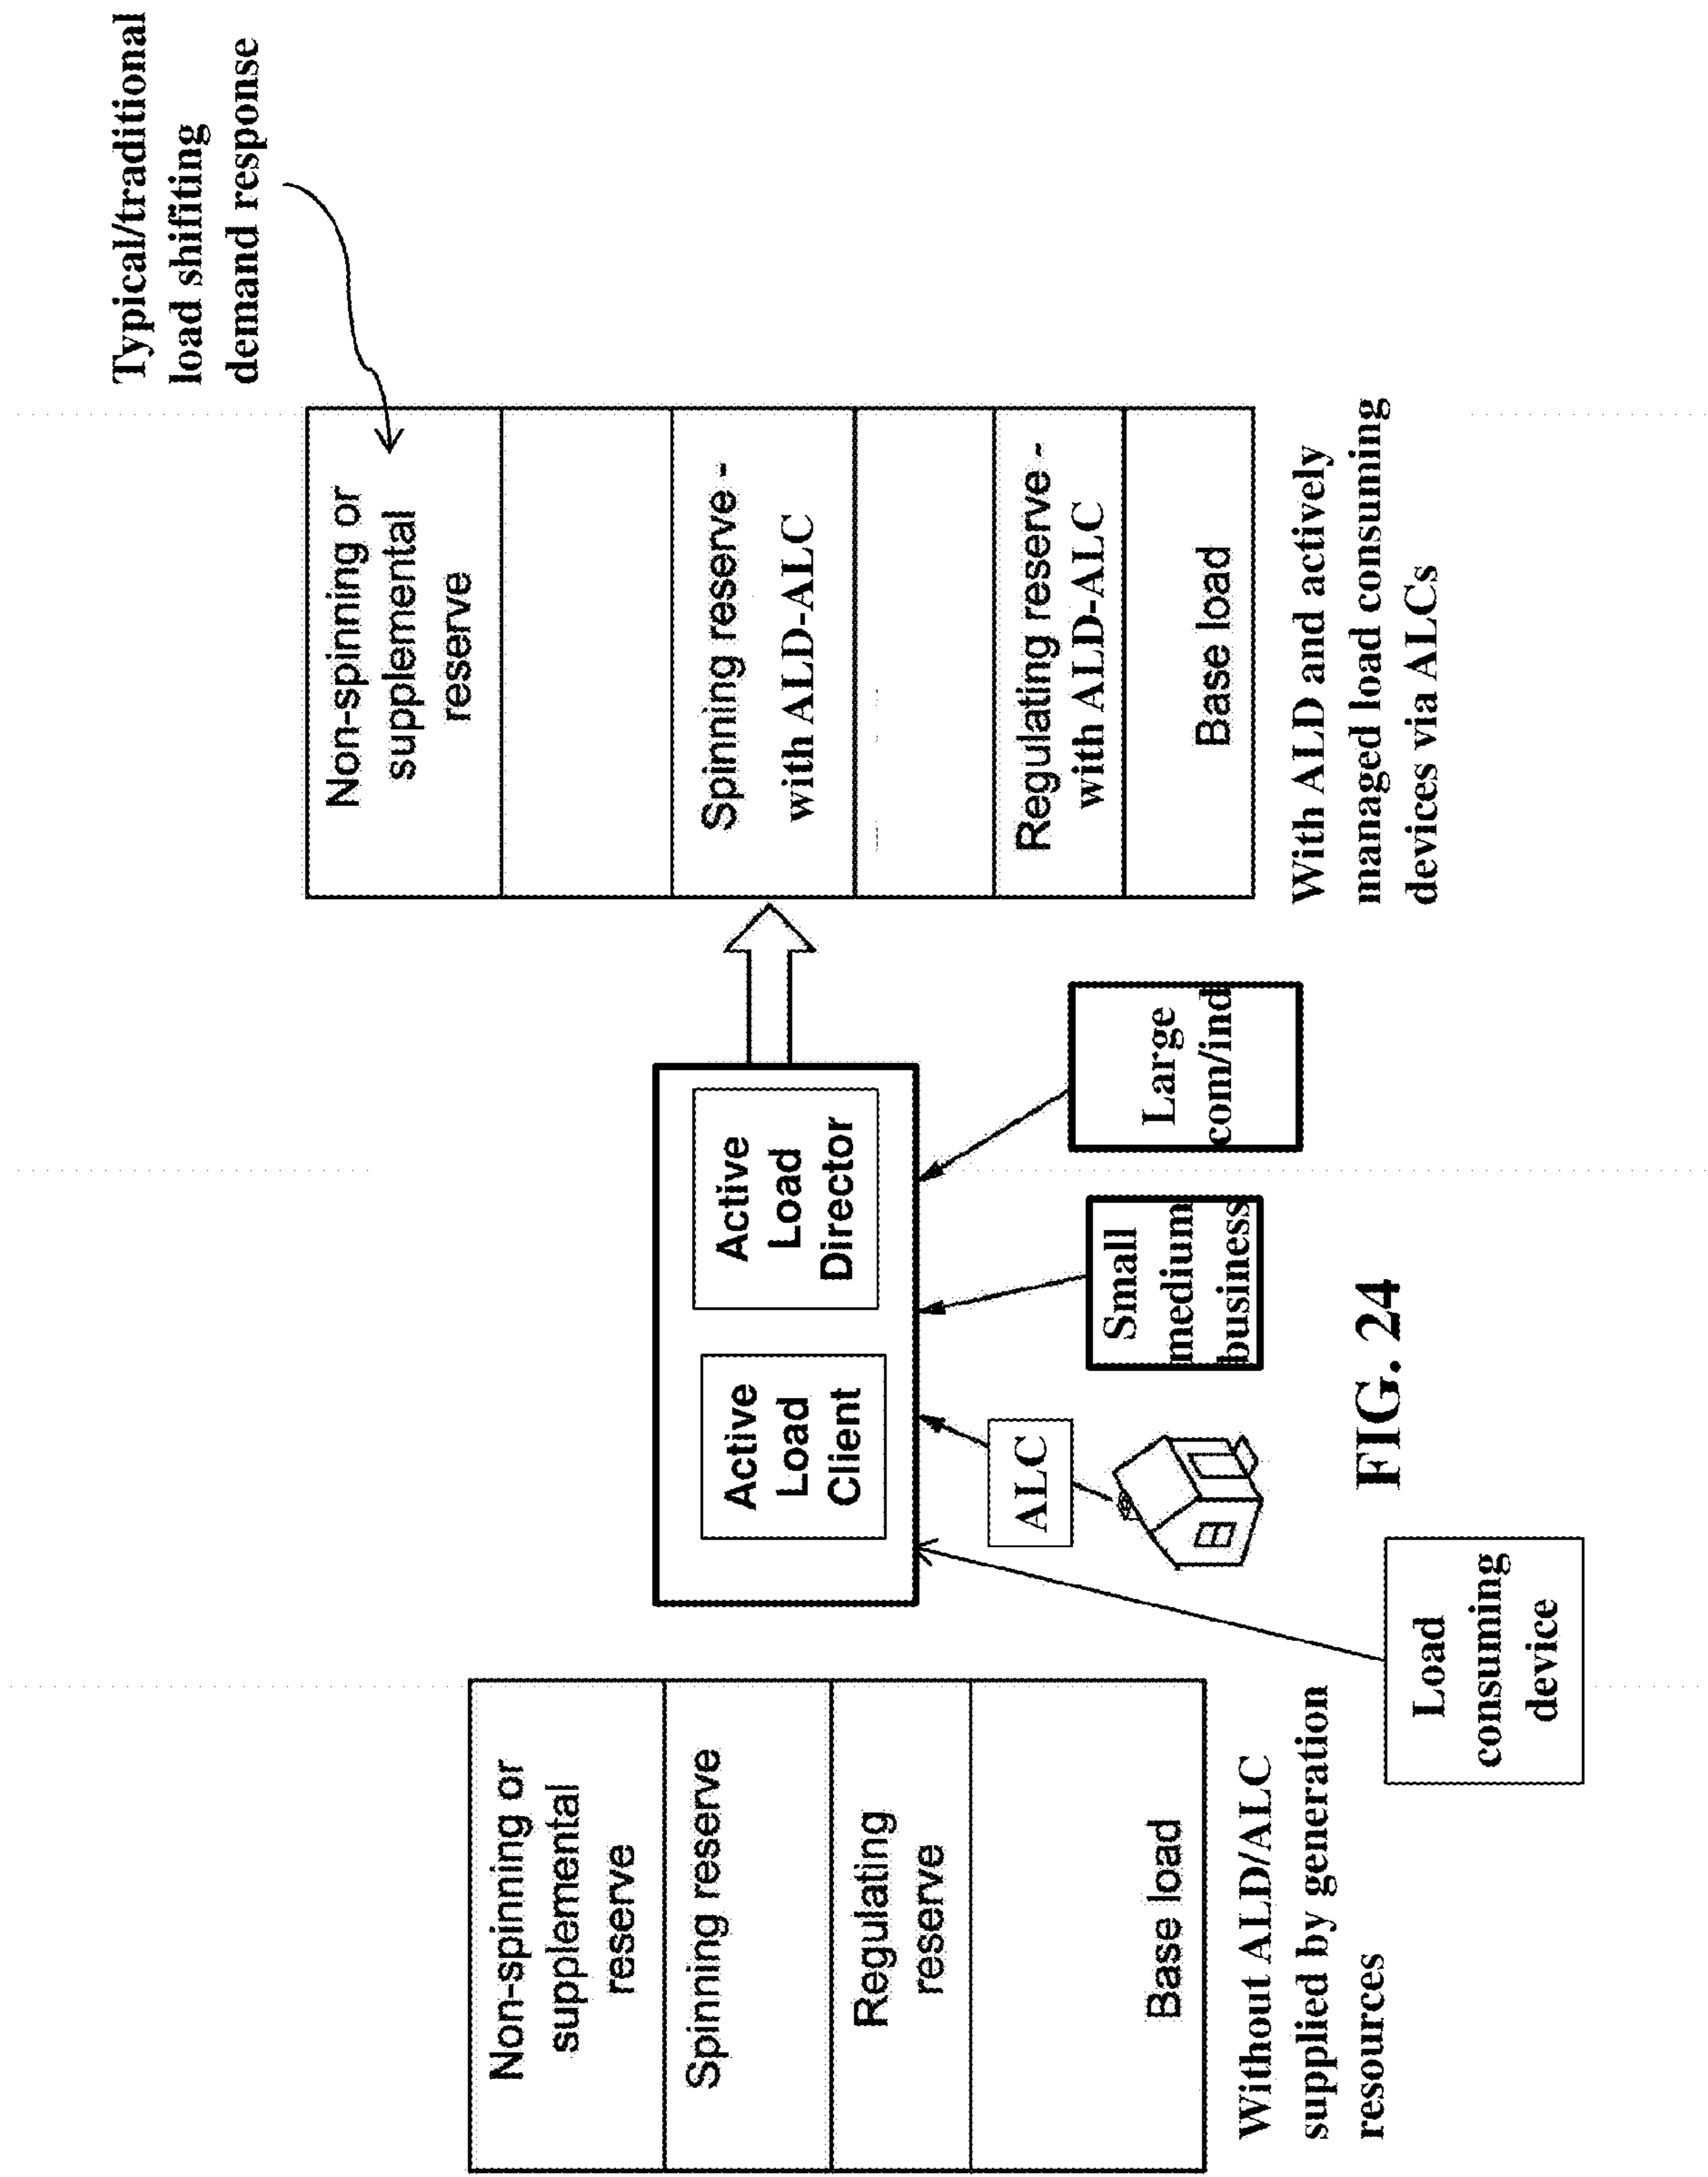 Typical/traditional
load shifiting
demand response
Non-spinning or
supplemental
reserve
Spinning reserve
Regulating
reserve
Base load
Without ALD/ALC
supplied by generation
resources
Active
Load
Client
Active
Load
Director
ALC
Small
medium
business
Large
com/ind
Load
consuming
device
Non-spinning or
supplemental
reserve
Spinning reserve -
with ALD-ALC
Regulating reserve -
with ALD-ALC
Base load
With ALD and actively
managed load consuming
devices via ALCs
FIG. 24